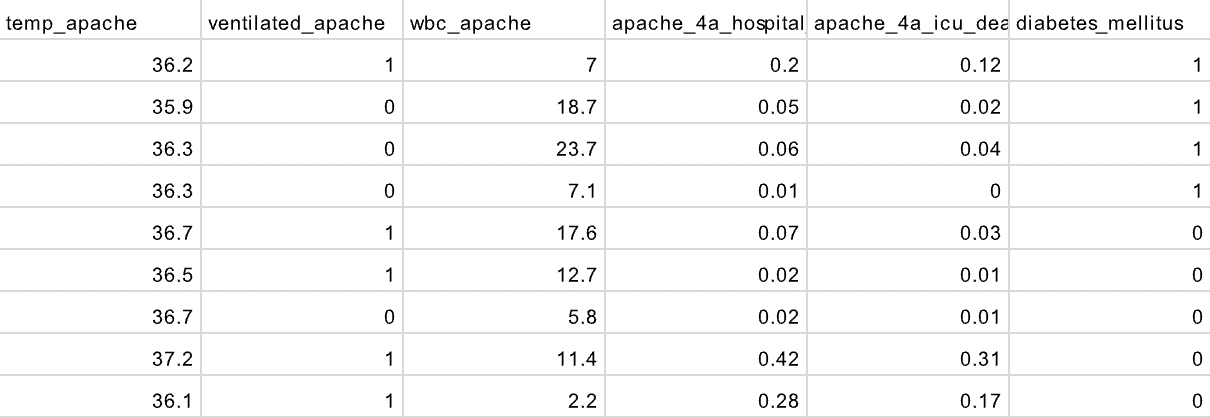 temp_apache ventilated_apache wbc_apache apache_4a_hospital apache_4a_icu_dea diabetes_mellitus
36.2 1 7 0.2 0.12 1
35.9 0 18.7 0.05 0.02 1
36.3 0 23.7 0.06 0.04 1
36.3 0 7.1 0.01 0 1
36.7 1 17.6 0.07 0.03 0
36.5 1 12.7 0.02 0.01 0
36.7 0 5.8 0.02 0.01 0
37.2 1 11.4 0.42 0.31 0
36.1 1 2.2 0.28 0.17 0